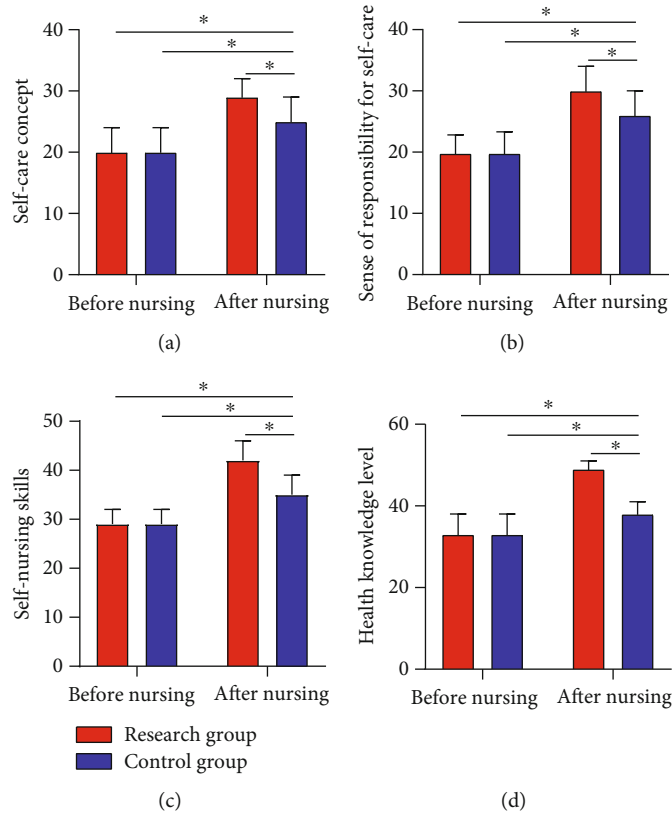 40
30
20
10
0
Self-care concept
*
*
*
Before nursing
After nursing
(a)
40
30
20
10
0
Sense of responsibility for self-care
*
*
*
Before nursing
After nursing
(b)
50
40
30
20
10
0
Self-nursing skills
*
*
*
Before nursing
After nursing
Research group
Control group
(c)
60
40
20
0
Health knowledge level
*
*
*
Before nursing
After nursing
(d)